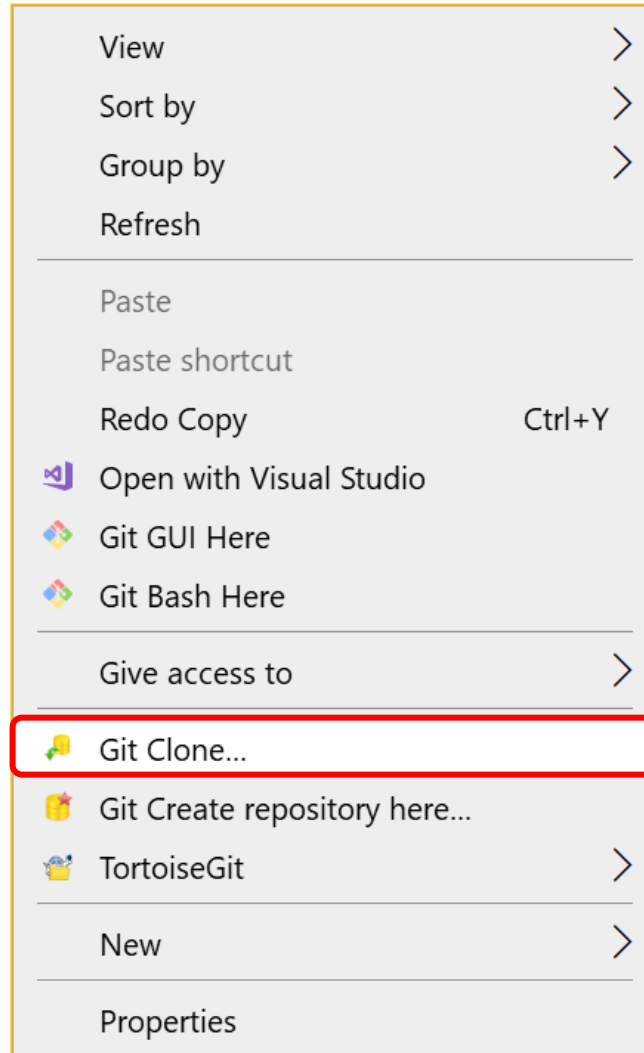 View
Sort by
Group by
Refresh
Paste
Paste shortcut
Redo Copy Ctrl+Y
Open with Visual Studio
Git GUI Here
Git Bash Here
Give access to
Git Clone...
Git Create repository here...
TortoiseGit
New
Properties